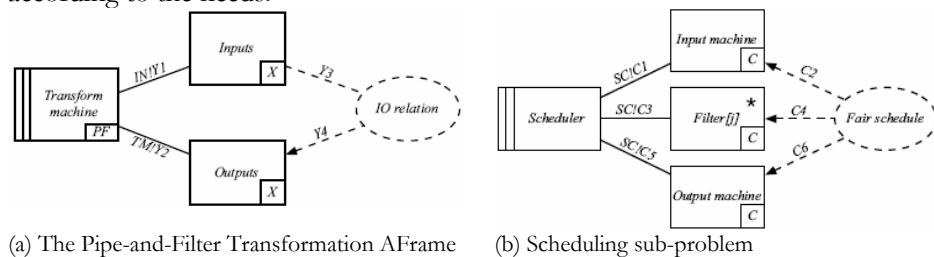 according to the needs.
Inputs
X
IN!Y1
Y3
Transform
machine
PF
IO relation
TM!Y2
Y4
Outputs
X
(a) The Pipe-and-Filter Transformation AFrame
Input machine
C
SC!C1
C2
Scheduler
SC!C3
Filter[j]
*
C
C4
Fair schedule
SC!C5
C6
Output machine
C
(b) Scheduling sub-problem